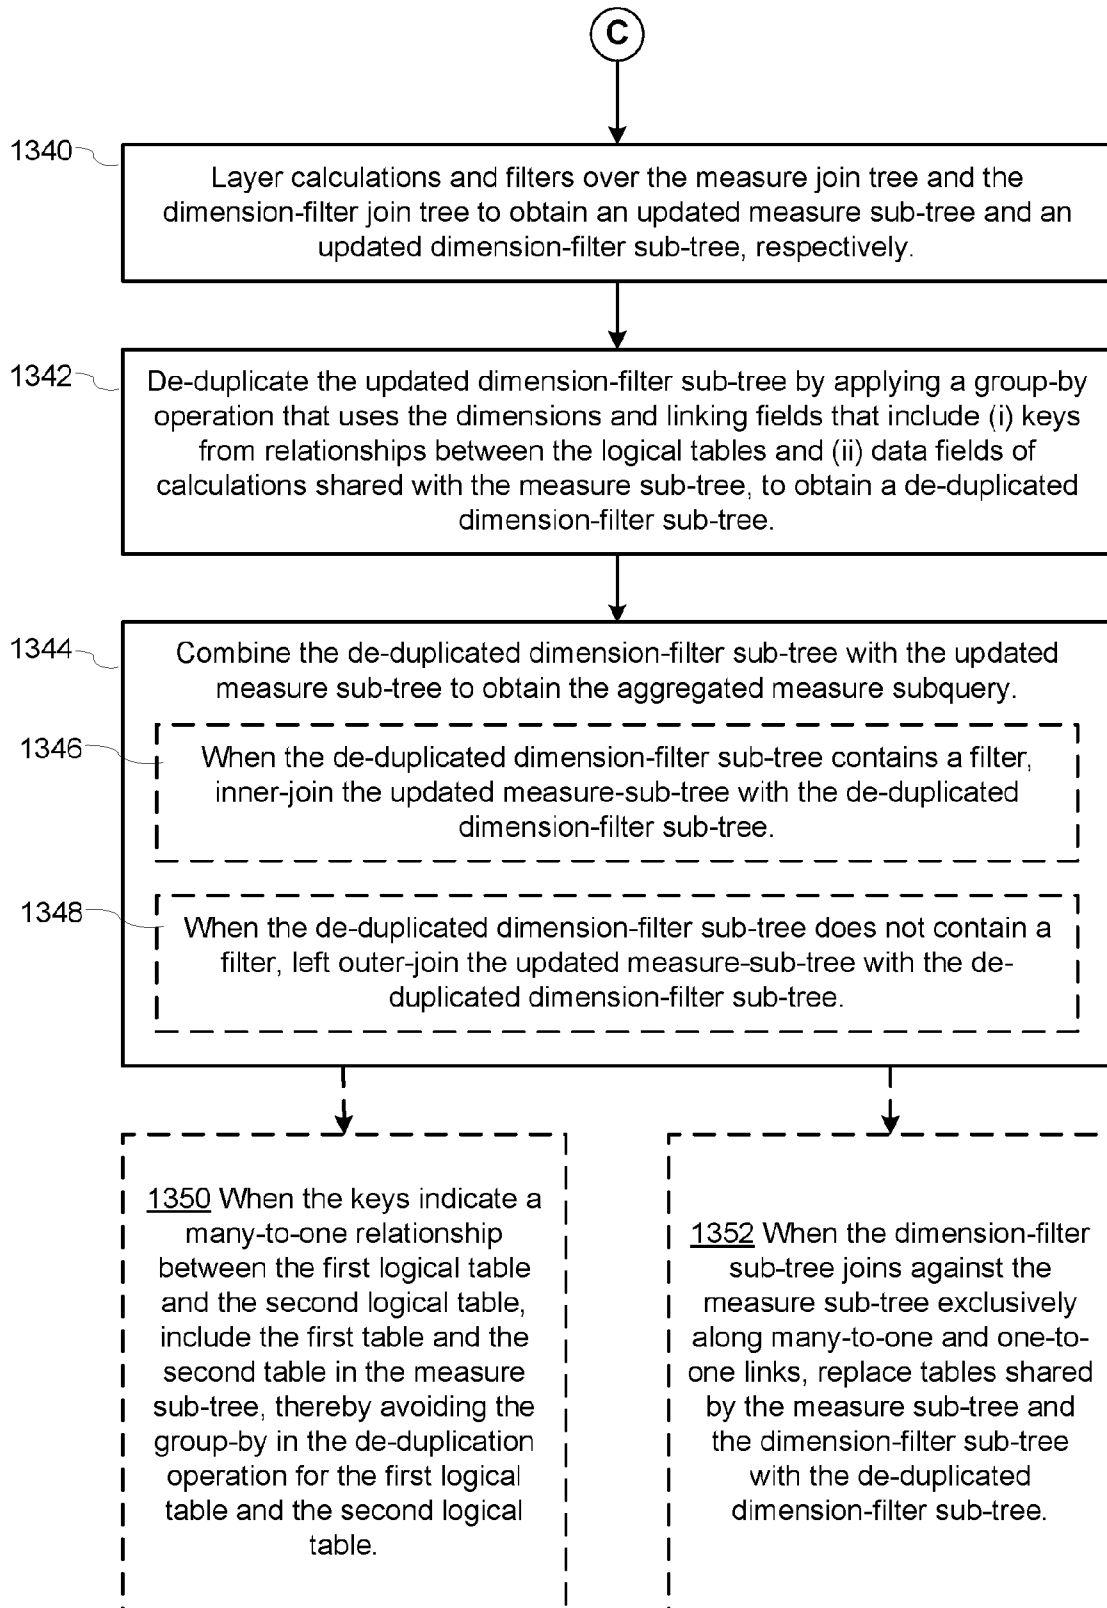 C
1340
Layer calculations and filters over the measure join tree and the
dimension-filter join tree to obtain an updated measure sub-tree and an
updated dimension-filter sub-tree, respectively.
1342
De-duplicate the updated dimension-filter sub-tree by applying a group-by
operation that uses the dimensions and linking fields that include (i) keys
from relationships between the logical tables and (ii) data fields of
calculations shared with the measure sub-tree, to obtain a de-duplicated
dimension-filter sub-tree.
1344
Combine the de-duplicated dimension-filter sub-tree with the updated
measure sub-tree to obtain the aggregated measure subquery.
1346
When the de-duplicated dimension-filter sub-tree contains a filter,
inner-join the updated measure-sub-tree with the de-duplicated
dimension-filter sub-tree.
1348
When the de-duplicated dimension-filter sub-tree does not contain a
filter, left outer-join the updated measure-sub-tree with the de-
duplicated dimension-filter sub-tree.
1350 When the keys indicate a
many-to-one relationship
between the first logical table
and the second logical table,
include the first table and the
second table in the measure
sub-tree, thereby avoiding the
group-by in the de-duplication
operation for the first logical
table and the second logical
table.
1352 When the dimension-filter
sub-tree joins against the
measure sub-tree exclusively
along many-to-one and one-to-
one links, replace tables shared
by the measure sub-tree and
the dimension-filter sub-tree
with the de-duplicated
dimension-filter sub-tree.